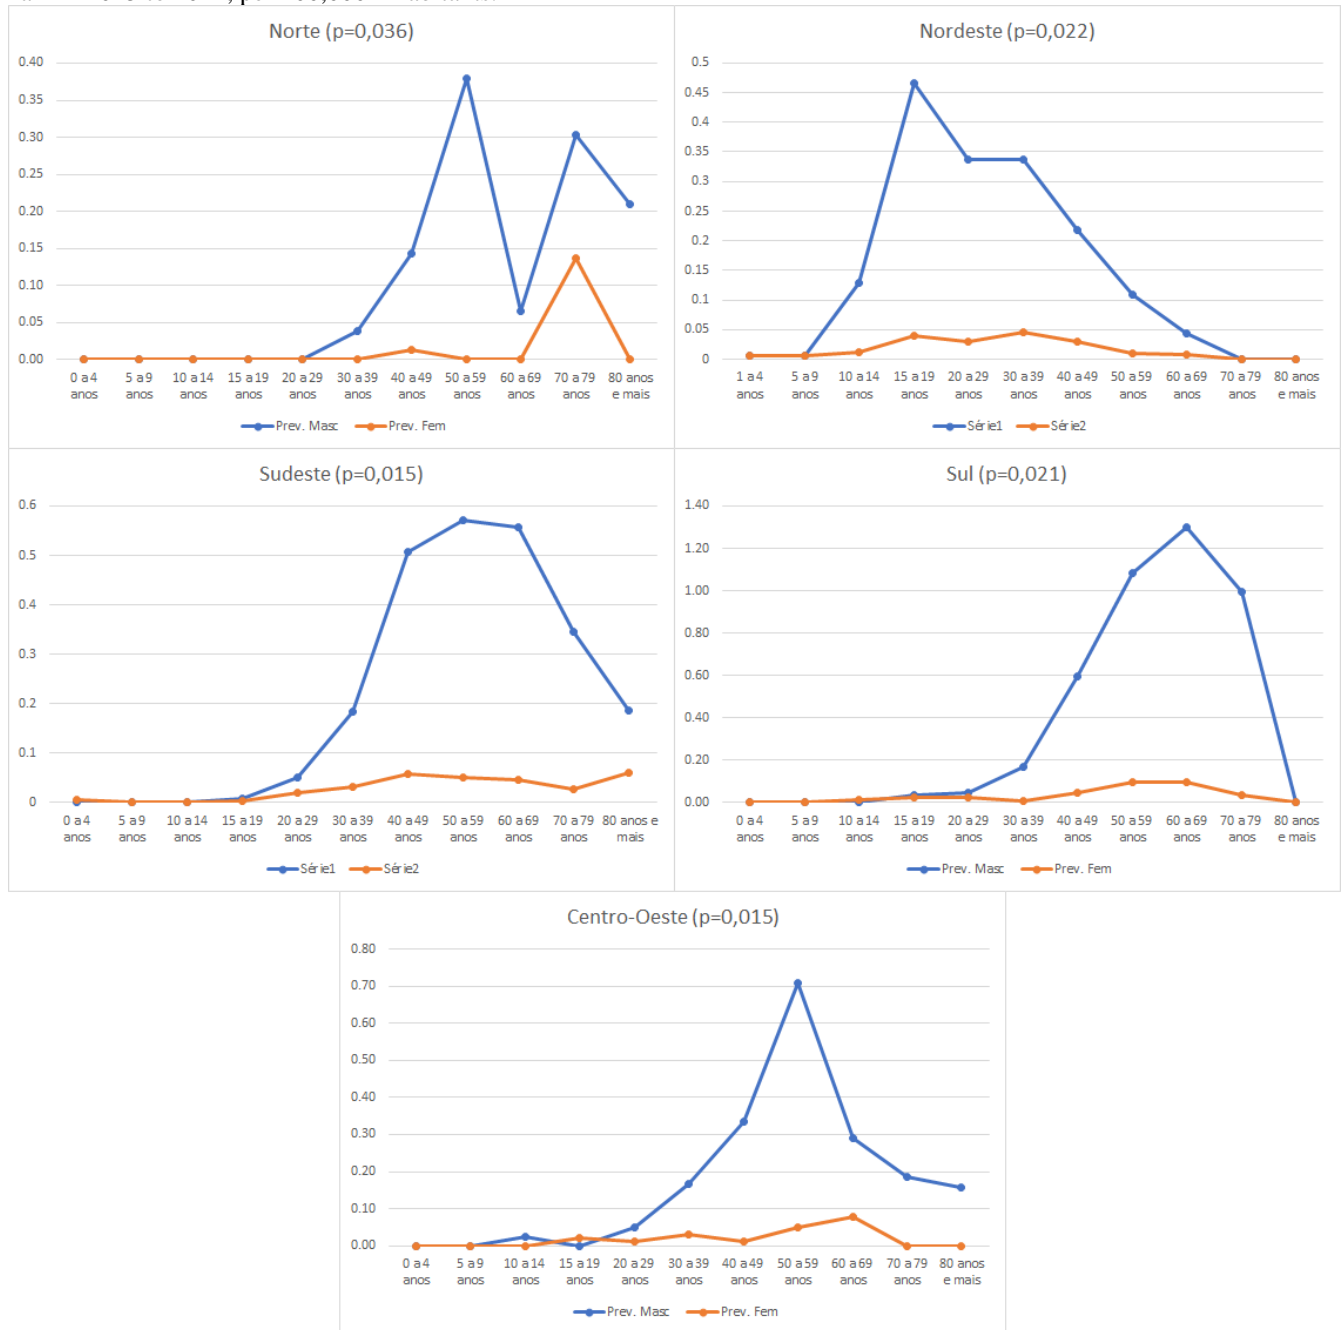 Norte (p=0,036)
0.40
0.35
0.30
0.25
0.20
0.15
0.10
0.05
0.00
0 a 4 anos
5 a 9 anos
10 a 14 anos
15 a 19 anos
20 a 29 anos
30 a 39 anos
40 a 49 anos
50 a 59 anos
60 a 69 anos
70 a 79 anos
80 anos e mais
Prev. Masc Prev. Fem
Nordeste (p=0,022)
0.5
0.45
0.4
0.35
0.3
0.25
0.2
0.15
0.1
0.05
0
1 a 4 anos
5 a 9 anos
10 a 14 anos
15 a 19 anos
20 a 29 anos
30 a 39 anos
40 a 49 anos
50 a 59 anos
60 a 69 anos
70 a 79 anos
80 anos e mais
Série1 Série2
Sudeste (p=0,015)
0.6
0.5
0.4
0.3
0.2
0.1
0
0 a 4 anos
5 a 9 anos
10 a 14 anos
15 a 19 anos
20 a 29 anos
30 a 39 anos
40 a 49 anos
50 a 59 anos
60 a 69 anos
70 a 79 anos
80 anos e mais
Série1 Série2
Sul (p=0,021)
1.40
1.20
1.00
0.80
0.60
0.40
0.20
0.00
0 a 4 anos
5 a 9 anos
10 a 14 anos
15 a 19 anos
20 a 29 anos
30 a 39 anos
40 a 49 anos
50 a 59 anos
60 a 69 anos
70 a 79 anos
80 anos e mais
Prev. Masc Prev. Fem
Centro-Oeste (p=0,015)
0.80
0.70
0.60
0.50
0.40
0.30
0.20
0.10
0.00
0 a 4 anos
5 a 9 anos
10 a 14 anos
15 a 19 anos
20 a 29 anos
30 a 39 anos
40 a 49 anos
50 a 59 anos
60 a 69 anos
70 a 79 anos
80 anos e mais
Prev. Masc Prev. Fem